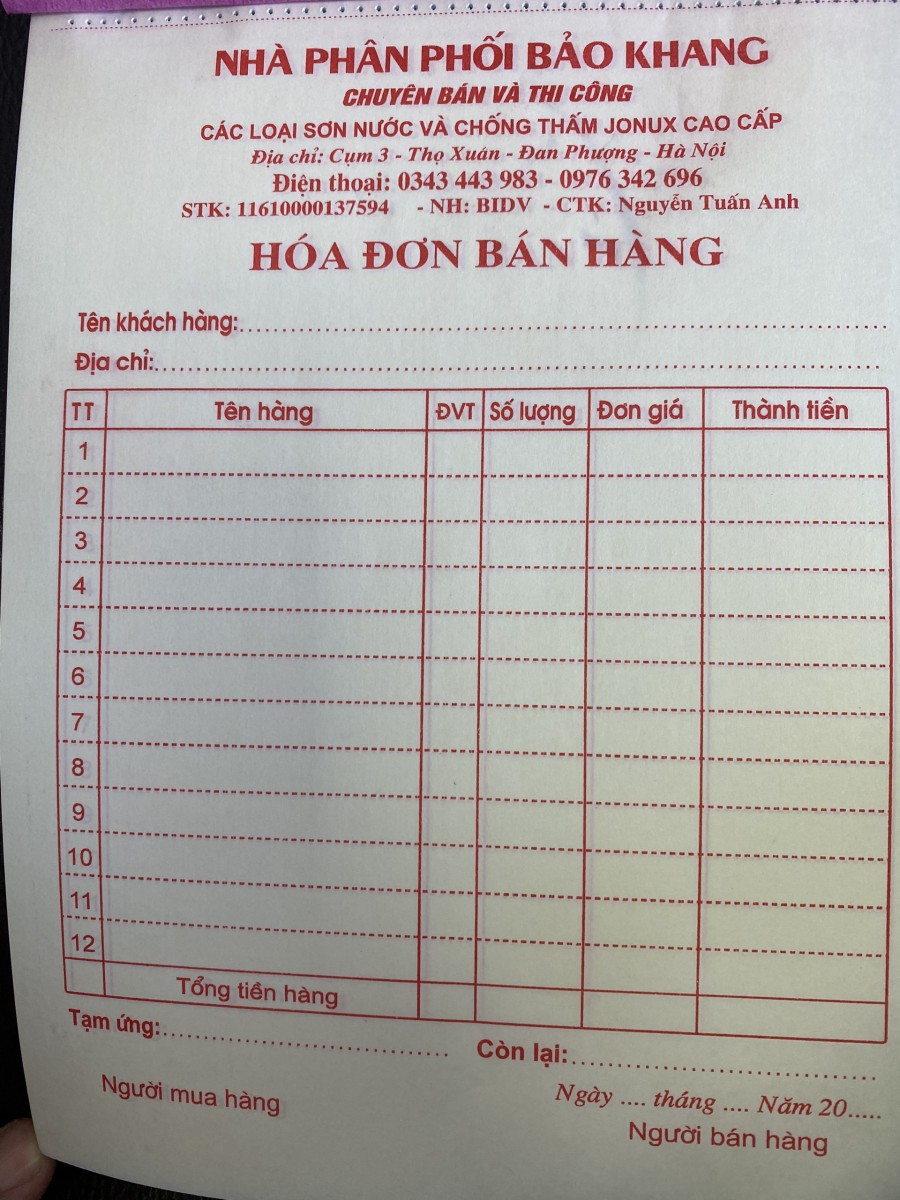 NHÀ PHÂN PHỐI BẢO KHANG
CHUYÊN BÁN VÀ THI CÔNG
CÁC LOẠI SƠN NƯỚC VÀ CHỐNG THẤM JONUX CAO CẤP
Địa chỉ: Cụm 3 - Thọ Xuân - Đan Phượng - Hà Nội
Điện thoại: 0343 443 983 - 0976 342 696
STK: 11610000137594 - NH: BIDV - CTK: Nguyễn Tuấn Anh
HÓA ĐƠN BÁN HÀNG
Tên khách hàng:
Địa chỉ:
TT Tên hàng ĐVT Số lượng Đơn giá Thành tiền
1
2
3
4
5
6
7
8
9
10
11
12
Tổng tiền hàng
Tạm ứng: Còn lại:
Ngày .... tháng .... Năm 20.....
Người mua hàng Người bán hàng